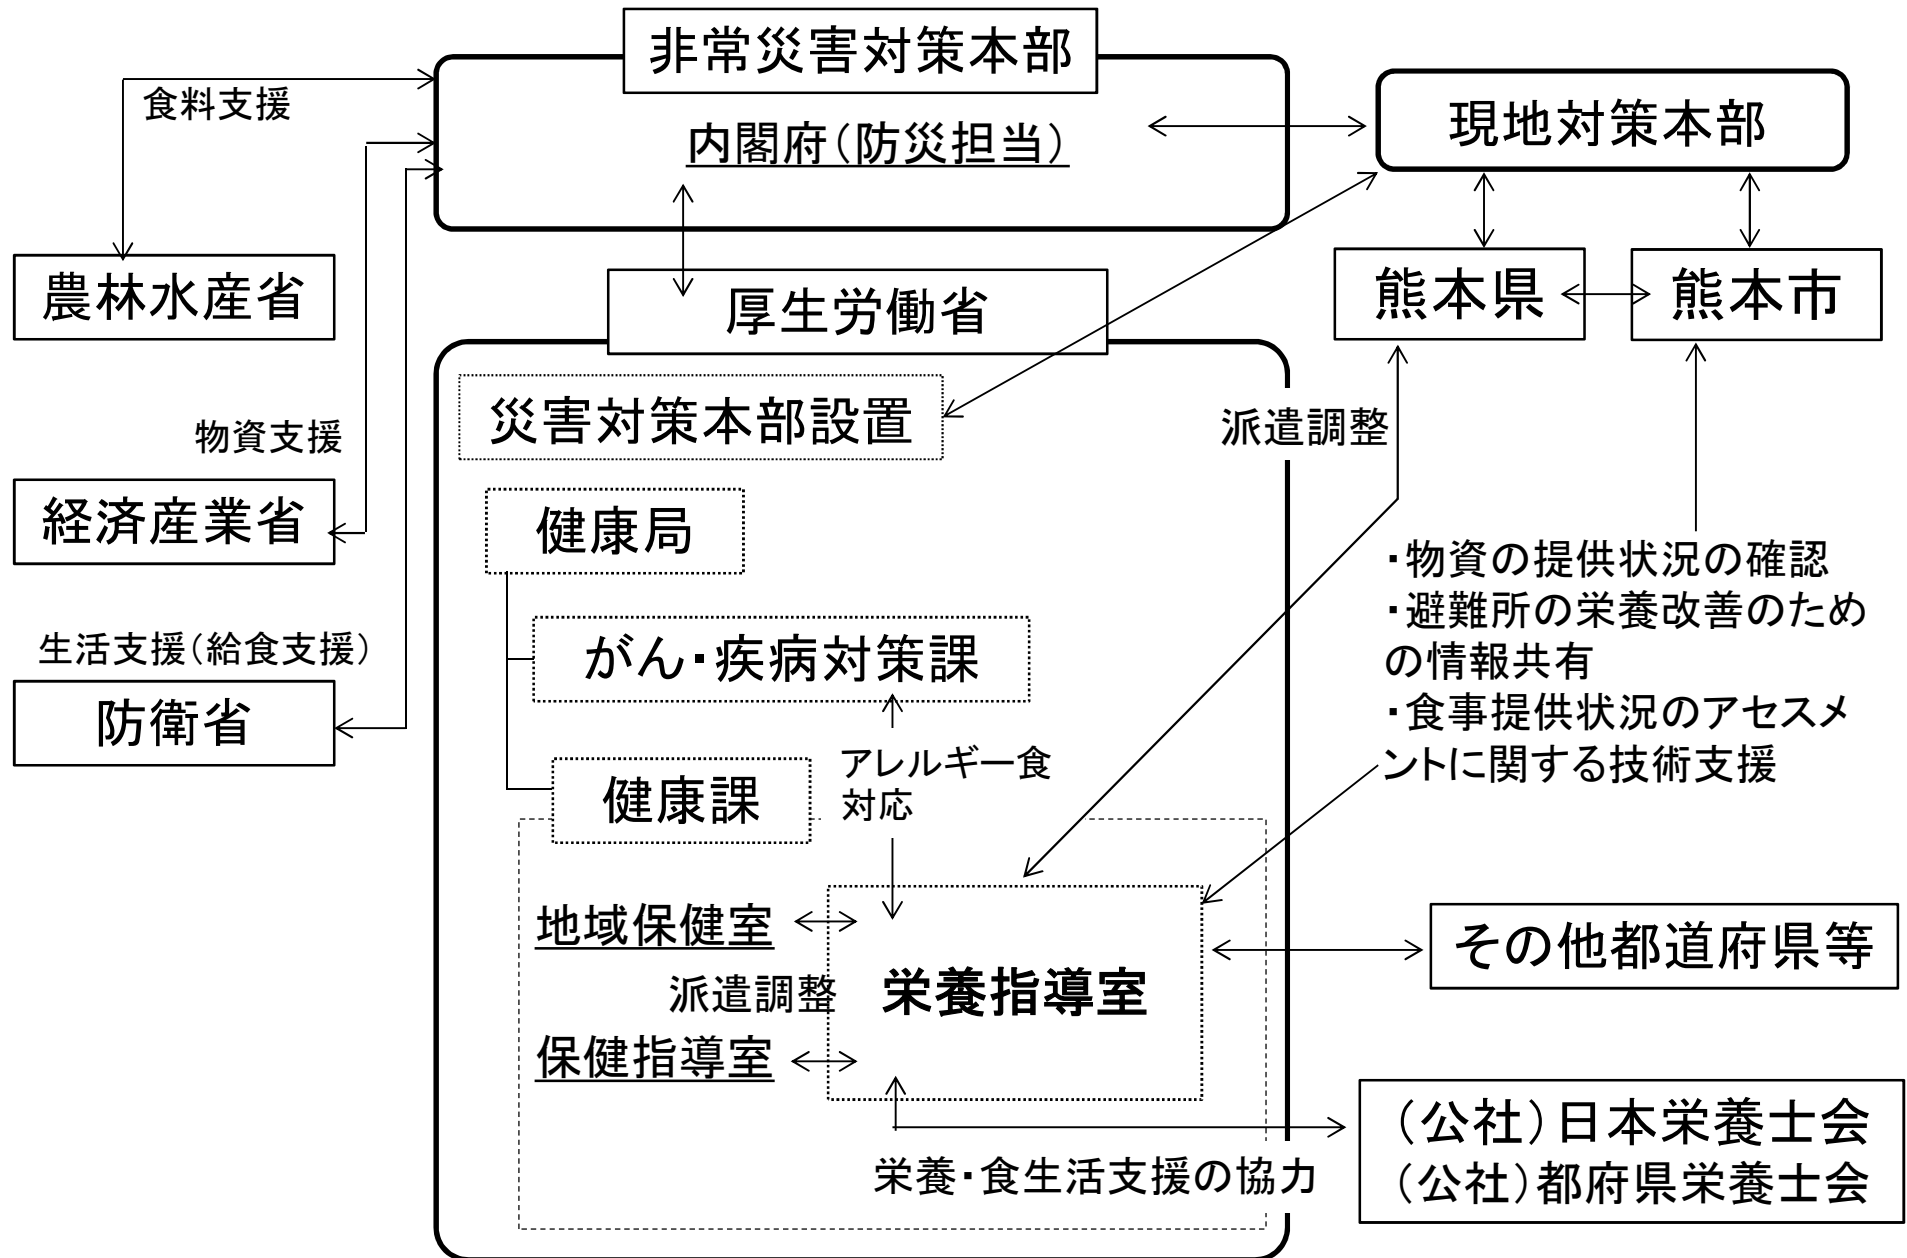 非常災害対策本部
内閣府(防災担当)
現地対策本部
食料支援
農林水産省
厚生労働省
熊本県
熊本市
災害対策本部設置
派遣調整
物資支援
経済産業省
健康局
・物資の提供状況の確認
・避難所の栄養改善のため
の情報共有
・食事提供状況のアセスメ
ントに関する技術支援
生活支援(給食支援)
防衛省
がん・疾病対策課
アレルギー食
対応
健康課
地域保健室
派遣調整
栄養指導室
保健指導室
その他都道府県等
(公社)日本栄養士会
(公社)都府県栄養士会
栄養・食生活支援の協力